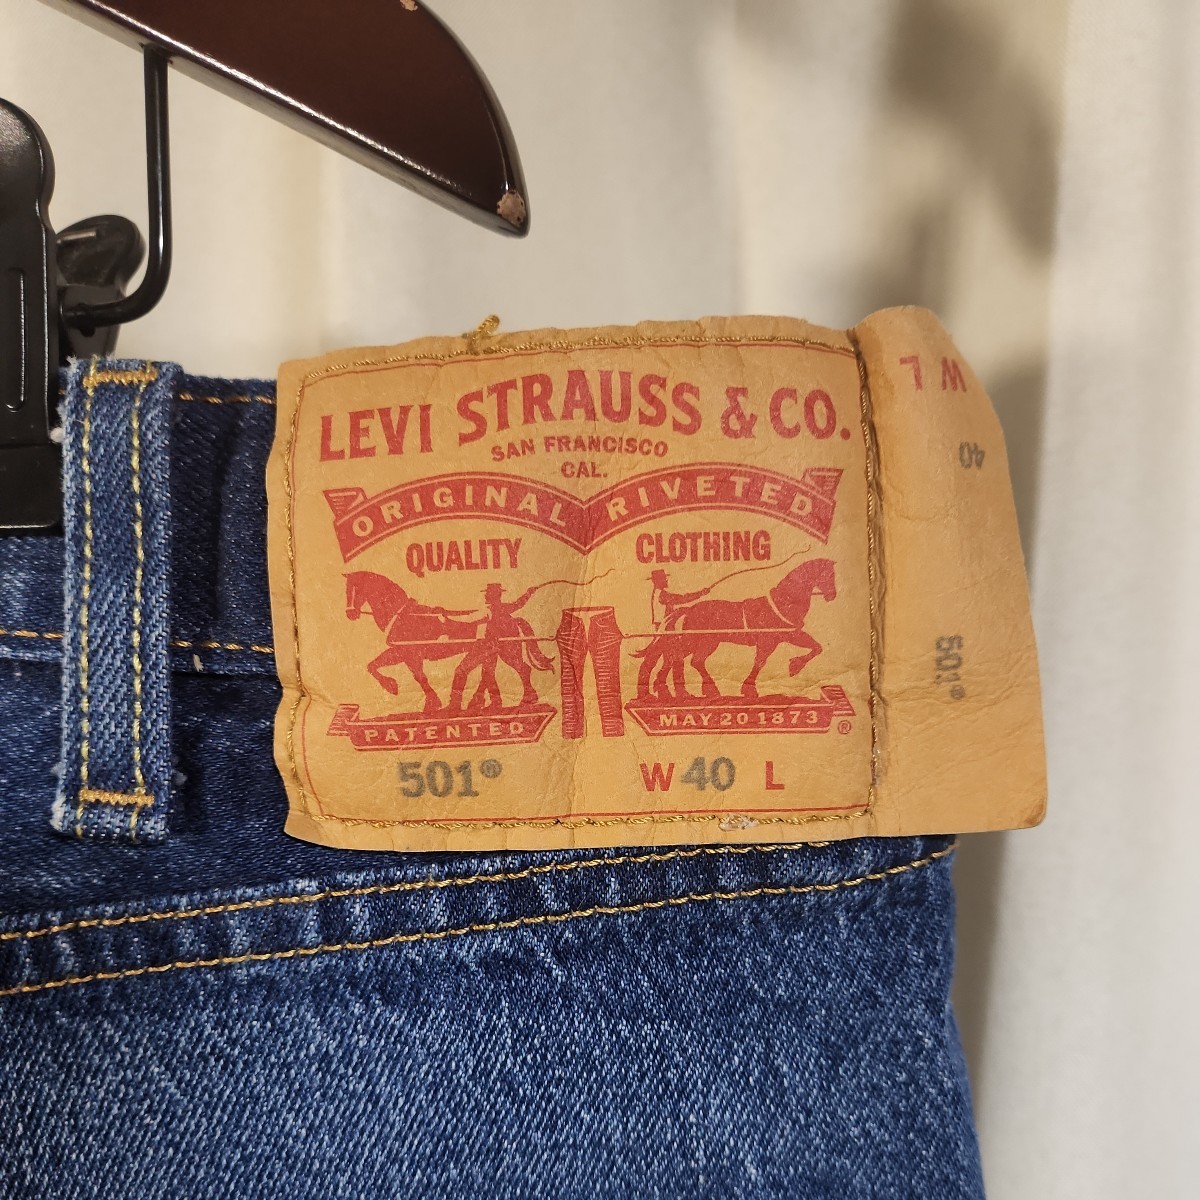 LEVI STRAUSS & CO.
SAN FRANCISCO
CAL.
ORIGINAL RIVETED
QUALITY CLOTHING
PATENTED MAY 20 1873 ®
501® W 40 L
W L
40
501®